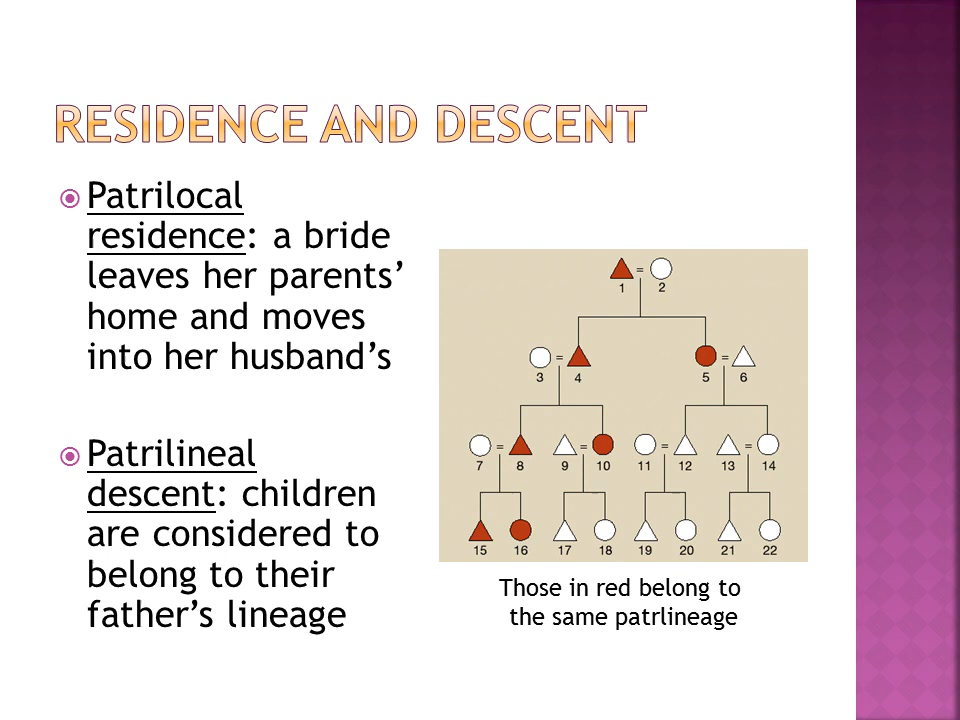 RESIDENCE AND DESCENT
Patrilocal
residence: a bride
leaves her parents’
home and moves
into her husband’s
Patrilineal
descent: children
are considered to
belong to their
father’s lineage
= 
1 2
= =
3 4 5 6
= = = =
7 8 9 10 11 12 13 14
15 16 17 18 19 20 21 22
Those in red belong to
the same patrlineage